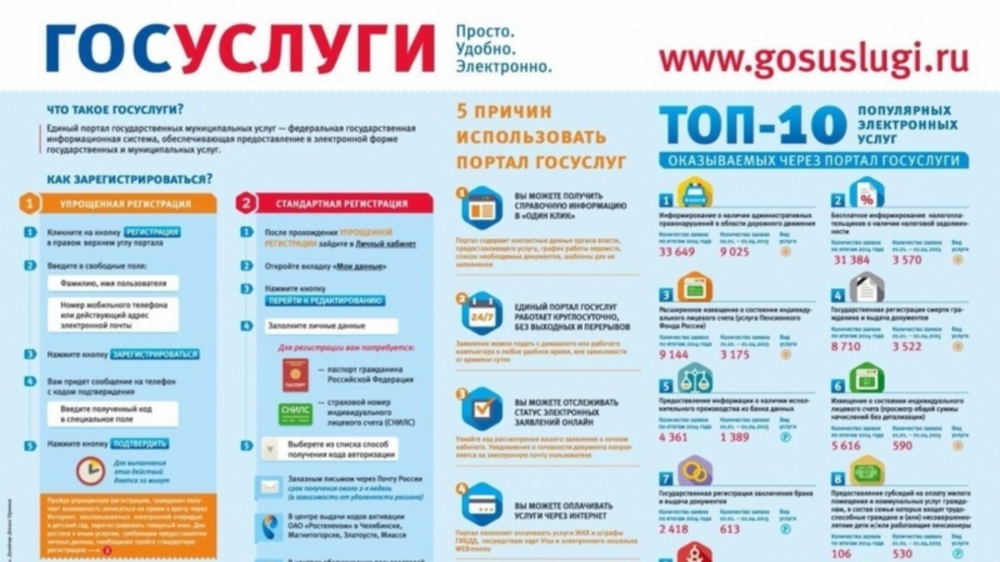 ГОСУСЛУГИ
Просто.
Удобно.
Электронно.
www.gosuslugi.ru
ЧТО ТАКОЕ ГОСУСЛУГИ?
Единый портал государственных муниципальных услуг — федеральная государственная
информационная система, обеспечивающая предоставление в электронной форме
государственных и муниципальных услуг.
КАК ЗАРЕГИСТРИРОВАТЬСЯ?
1 УПРОЩЕННАЯ РЕГИСТРАЦИЯ
1 Кликните на кнопку РЕГИСТРАЦИЯ
в правом верхнем углу портала
2 Введите в свободные поля:
Фамилию, имя пользователя
Номер мобильного телефона
или действующий адрес
электронной почты
3 Нажмите кнопку ЗАРЕГИСТРИРОВАТЬСЯ
4 Вам придет сообщение на телефон
с кодом подтверждения
Введите полученный код
в специальное поле
5 Нажмите кнопку ПОДТВЕРДИТЬ
Для выполнения
этих действий
дается 10 минут
Пройдя упрощенную регистрацию, гражданин полу-
чает возможность записаться на прием к врачу через
Интернет, воспользоваться электронной очередью
в детский сад, зарегистрировать товарный знак. Для
доступа к иным услугам, требующим предоставления
личных данных, необходимо пройти стандартную
регистрацию 2
2 СТАНДАРТНАЯ РЕГИСТРАЦИЯ
1 После прохождения УПРОЩЕННОЙ
РЕГИСТРАЦИИ зайдите в Личный кабинет
2 Откройте вкладку «Мои данные»
3 Нажмите кнопку
ПЕРЕЙТИ К РЕДАКТИРОВАНИЮ
4 Заполните личные данные
Для регистрации вам потребуется:
ПАСПОРТ
— паспорт гражданина
Российской Федерации
СНИЛС
— страховой номер
индивидуального
лицевого счета (СНИЛС)
5 Выберете из списка способ
получения кода авторизации
Заказным письмом через Почту России
срок получения около 2-х недель
(в зависимости от удаленности региона)
В центре выдачи кодов активации
ОАО «Ростелеком» в Челябинске,
Магнитогорске, Златоусте, Миассе
5 ПРИЧИН
ИСПОЛЬЗОВАТЬ
ПОРТАЛ ГОСУСЛУГ
1 ВЫ МОЖЕТЕ ПОЛУЧИТЬ
СПРАВОЧНУЮ ИНФОРМАЦИЮ
В «ОДИН КЛИК»
Портал содержит контактные данные органа власти,
предоставляющего услугу, график работы ведомств,
список необходимых документов, шаблоны для их
заполнения
2 24/7
ЕДИНЫЙ ПОРТАЛ ГОСУСЛУГ
РАБОТАЕТ КРУГЛОСУТОЧНО,
БЕЗ ВЫХОДНЫХ И ПЕРЕРЫВОВ
Заявление можно подать с домашнего или рабочего
компьютера в любое удобное время, вне зависимости
от времени суток
3 ВЫ МОЖЕТЕ ОТСЛЕЖИВАТЬ
СТАТУС ЭЛЕКТРОННЫХ
ЗАЯВЛЕНИЙ ОНЛАЙН
Узнайте ход рассмотрения вашего заявления в личном
кабинете. Уведомление о готовности документа направ-
ляется на электронную почту пользователя
4 ВЫ МОЖЕТЕ ОПЛАЧИВАТЬ
УСЛУГИ ЧЕРЕЗ ИНТЕРНЕТ
Портал позволяет оплачивать услуги ЖКХ и штрафы
ГИБДД, посредствам карт Visa и электронного кошелька
WEBmoney
ТОП-10
ПОПУЛЯРНЫХ
ЭЛЕКТРОННЫХ
УСЛУГ
ОКАЗЫВАЕМЫХ ЧЕРЕЗ ПОРТАЛ ГОСУСЛУГИ
1
Информирование о наличии административных
правонарушений в области дорожного движения
Количество заявок Количество заявок Вид
по итогам 2014 года 01.01. – 01.04.2015 услуги
33 649 9 025
2 %
Бесплатное информирование налогопла-
тельщиков о наличии налоговой задолжен-
ности
Количество заявок Количество заявок Вид
по итогам 2014 года 01.01. – 01.04.2015 услуги
31 384 3 570
3
Расширенное извещение о состоянии индивиду-
ального лицевого счета (услуга Пенсионного
Фонда России)
Количество заявок Количество заявок Вид
по итогам 2014 года 01.01. – 01.04.2015 услуги
9 144 3 175
4
Государственная регистрация смерти гра-
жданина и выдача документов
Количество заявок Количество заявок Вид
по итогам 2014 года 01.01. – 01.04.2015 услуги
8 710 3 522
5
Предоставление информации о наличии испол-
нительного производства из банка данных
Количество заявок Количество заявок Вид
по итогам 2014 года 01.01. – 01.04.2015 услуги
4 361 1 389
6
Извещение о состоянии индивидуального
лицевого счета (просмотр общей суммы
начислений без детализации)
Количество заявок Количество заявок Вид
по итогам 2014 года 01.01. – 01.04.2015 услуги
5 616 590
7
Государственная регистрация заключения брака
и выдача документов
Количество заявок Количество заявок Вид
по итогам 2014 года 01.01. – 01.04.2015 услуги
2 418 613
8
Предоставление субсидий на оплату жилого
помещения и коммунальных услуг гражда-
нам, в состав семьи которых входят трудо-
способные граждане и (или) несовершенно-
летние дети и/или работающие пенсионеры
Количество заявок Количество заявок Вид
по итогам 2014 года 01.01. – 01.04.2015 услуги
106 530